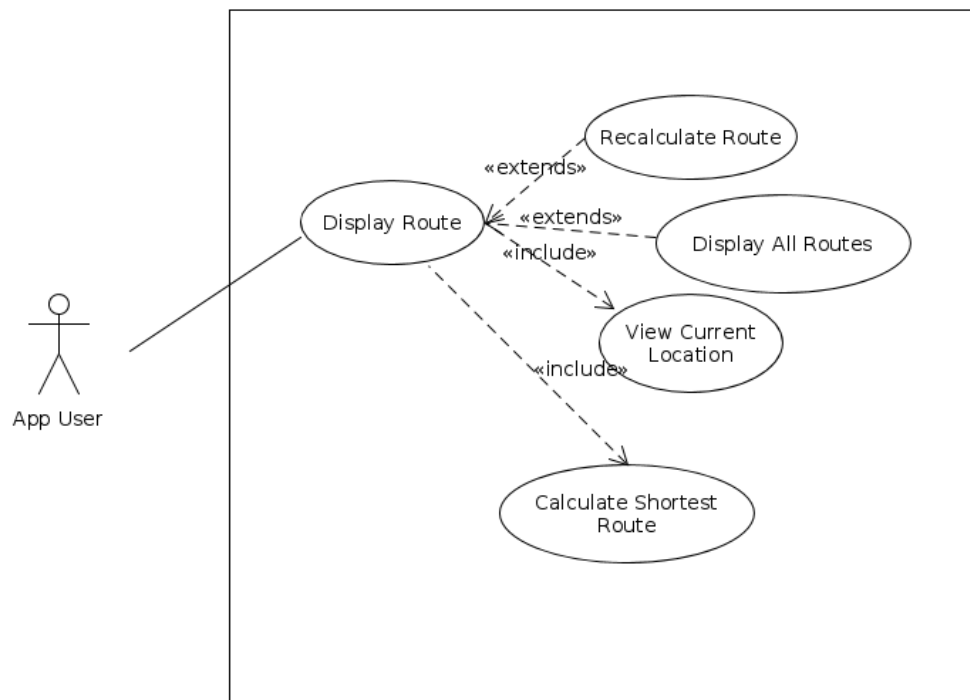 Recalculate Route
«extends»
Display Route
«extends»
Display All Routes
«include»
View Current
Location
«include»
App User
Calculate Shortest
Route